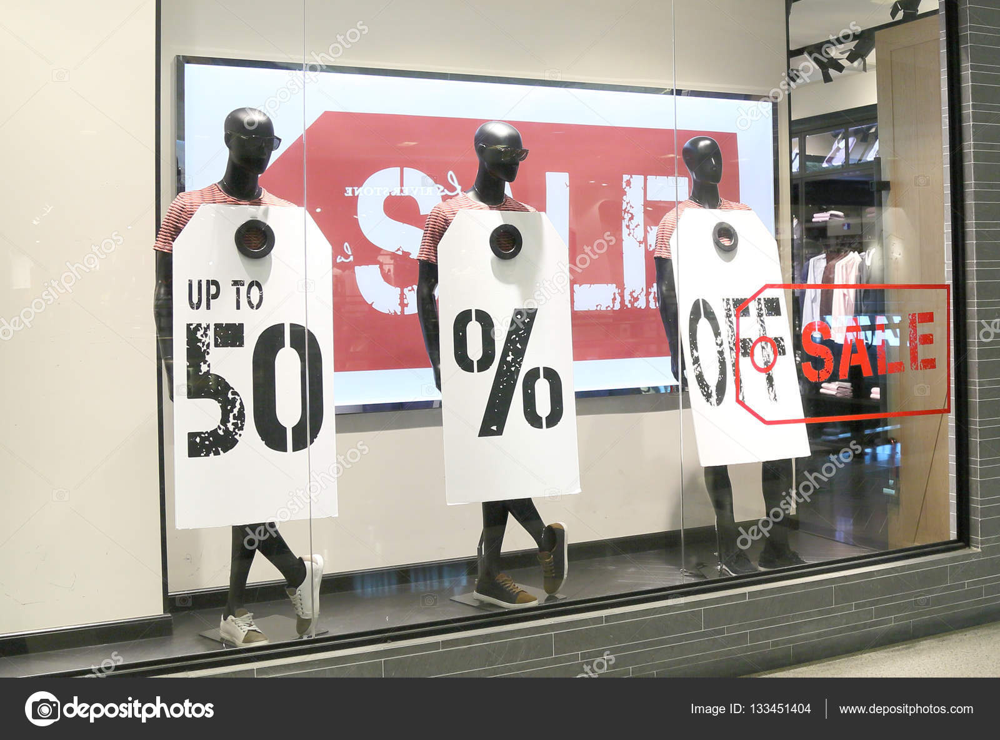 SALE
RIVERSTONE
UP TO
50
%
OFF
SALE
depositphotos
Image ID: 133451404
www.depositphotos.com